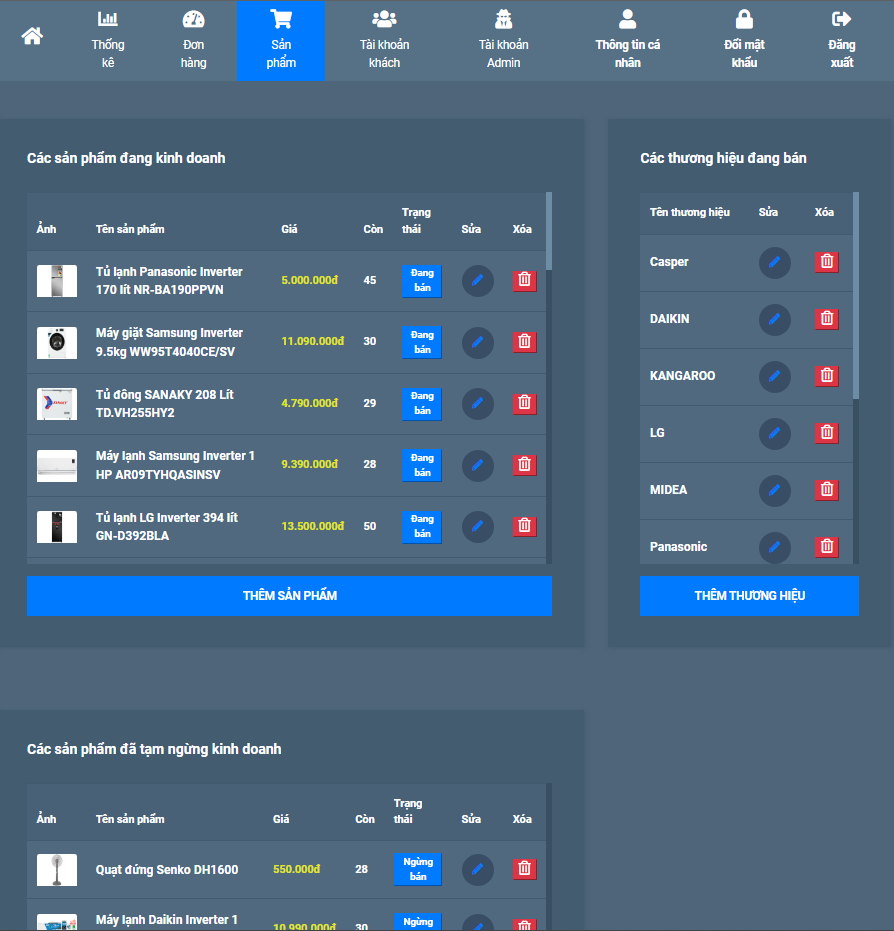 Thống
kê
Đơn
hàng
Sản
phẩm
Tài khoản
khách
Tài khoản
Admin
Thông tin cá
nhân
Đổi mật
khẩu
Đăng
xuất
Các sản phẩm đang kinh doanh
Ảnh Tên sản phẩm Giá Còn Trạng
thái Sửa Xóa
Tủ lạnh Panasonic Inverter
170 lít NR-BA190PPVN
5.000.000đ 45 Đang
bán
Máy giặt Samsung Inverter
9.5kg WW95T4040CE/SV
11.090.000đ 30 Đang
bán
Tủ đông SANAKY 208 Lít
TD.VH255HY2
4.790.000đ 29 Đang
bán
Máy lạnh Samsung Inverter 1
HP AR09TYHQASINSV
9.390.000đ 28 Đang
bán
Tủ lạnh LG Inverter 394 lít
GN-D392BLA
13.500.000đ 50 Đang
bán
THÊM SẢN PHẨM
Các thương hiệu đang bán
Tên thương hiệu Sửa Xóa
Casper
DAIKIN
KANGAROO
LG
MIDEA
Panasonic
THÊM THƯƠNG HIỆU
Các sản phẩm đã tạm ngừng kinh doanh
Ảnh Tên sản phẩm Giá Còn Trạng
thái Sửa Xóa
Quạt đứng Senko DH1600 550.000đ 28 Ngừng
bán
Máy lạnh Daikin Inverter 1
10.990.000đ 30 Ngừng